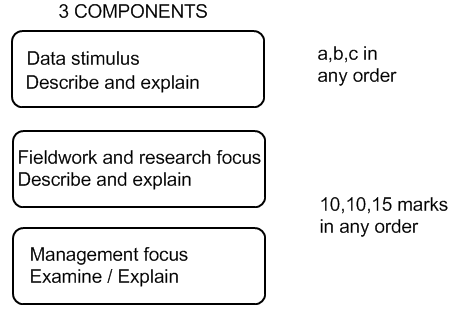 3 COMPONENTS
Data stimulus
Describe and explain
a,b,c in
any order
Fieldwork and research focus
Describe and explain
10,10,15 marks
in any order
Management focus
Examine / Explain